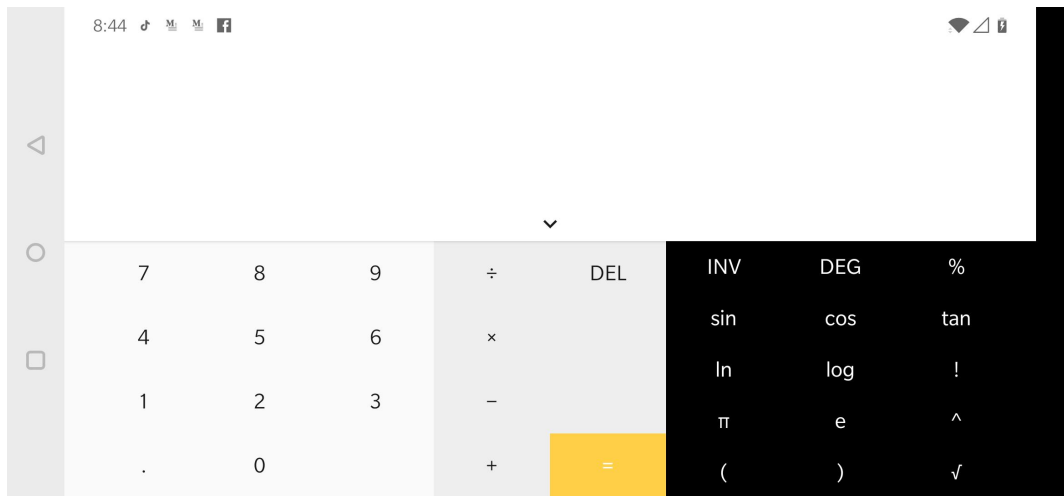 8:44
7 8 9 ÷ DEL INV DEG %
4 5 6 × sin cos tan
1 2 3 − ln log !
. 0 + = π e ^
( ) √